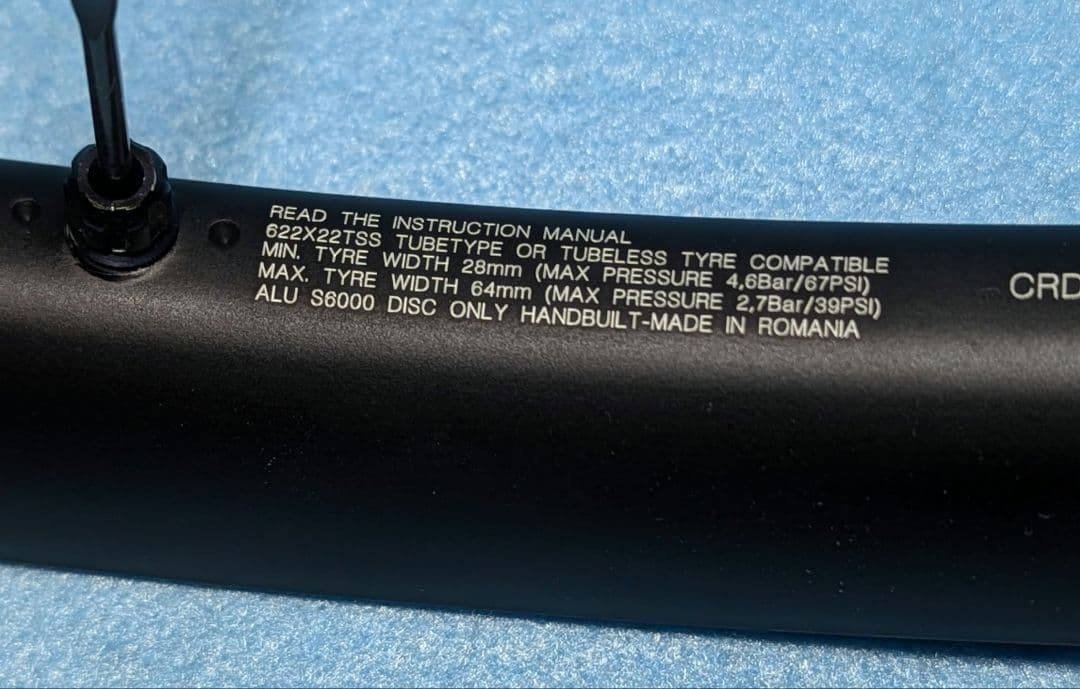 READ THE INSTRUCTION MANUAL
622X22TSS TUBETYPE OR TUBELESS TYRE COMPATIBLE
MIN. TYRE WIDTH 28mm (MAX PRESSURE 4,6Bar/67PSI)
MAX. TYRE WIDTH 64mm (MAX PRESSURE 2,7Bar/39PSI)
ALU S6000 DISC ONLY HANDBUILT-MADE IN ROMANIA
CRD